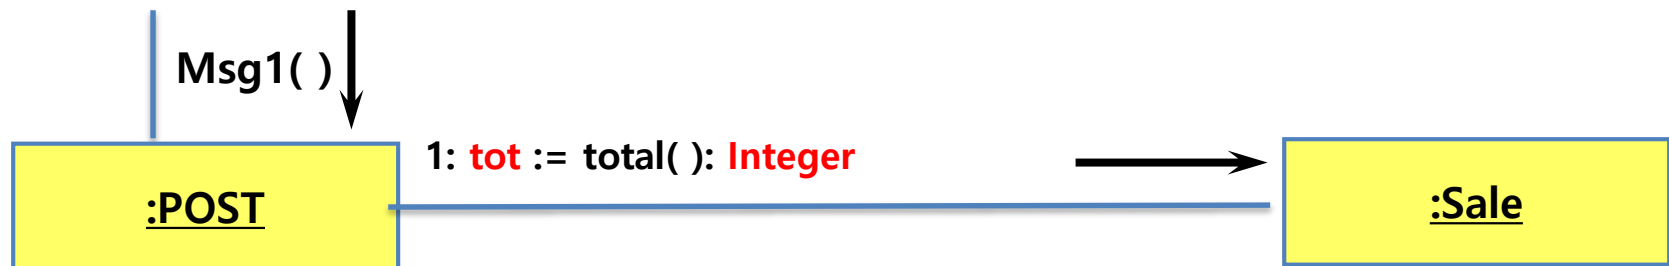 Msg1( )
1: tot := total( ): Integer
:POST
:Sale